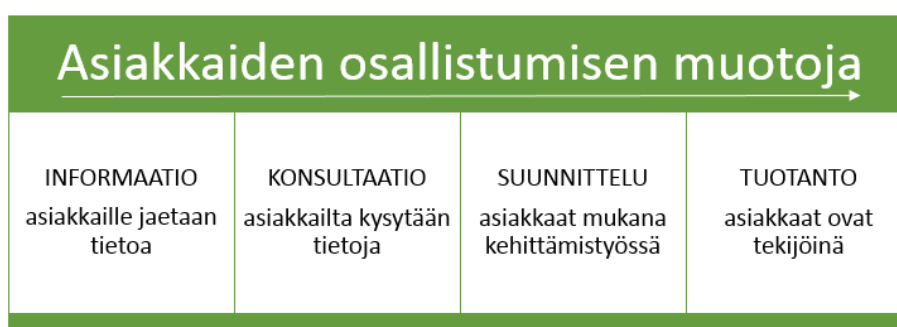 Asiakkaiden osallistumisen muotoja
INFORMAATIO
asiakkaille jaetaan
tietoa
KONSULTAATIO
asiakkailta kysytään
tietoja
SUUNNITTELU
asiakkaat mukana
kehittämistyössä
TUOTANTO
asiakkaat ovat
tekijöinä